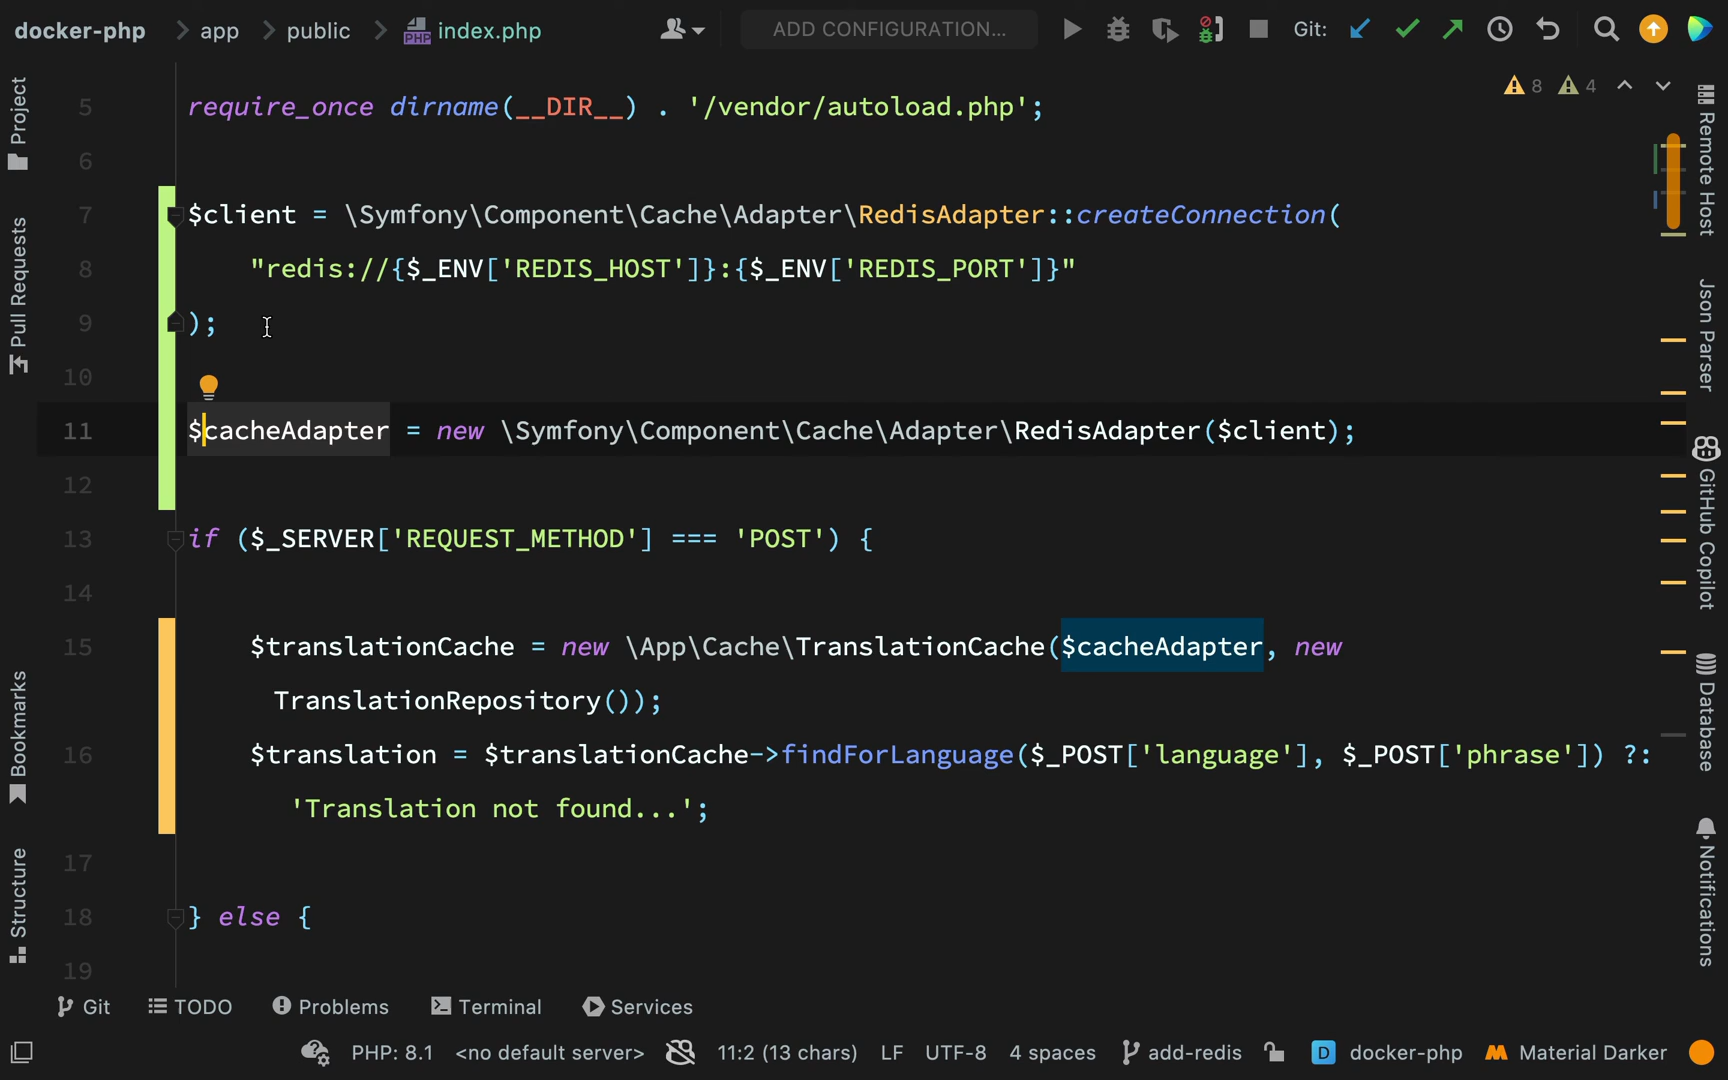 docker-php app public index.php ADD CONFIGURATION... Git:
8 4
5 require_once dirname(__DIR__) . '/vendor/autoload.php';
6
7 $client = \Symfony\Component\Cache\Adapter\RedisAdapter::createConnection(
8 "redis://{$_ENV['REDIS_HOST']}:{$_ENV['REDIS_PORT']}"
9 );
10
11 $cacheAdapter = new \Symfony\Component\Cache\Adapter\RedisAdapter($client);
12
13 if ($_SERVER['REQUEST_METHOD'] === 'POST') {
14
15 $translationCache = new \App\Cache\TranslationCache($cacheAdapter, new
TranslationRepository());
16 $translation = $translationCache->findForLanguage($_POST['language'], $_POST['phrase']) ?:
'Translation not found...';
17
18 } else {
19
Project
Pull Requests
Bookmarks
Structure
Remote Host
Json Parser
GitHub Copilot
Database
Notifications
Git TODO Problems Terminal Services
PHP: 8.1 <no default server> 11:2 (13 chars) LF UTF-8 4 spaces add-redis D docker-php Material Darker